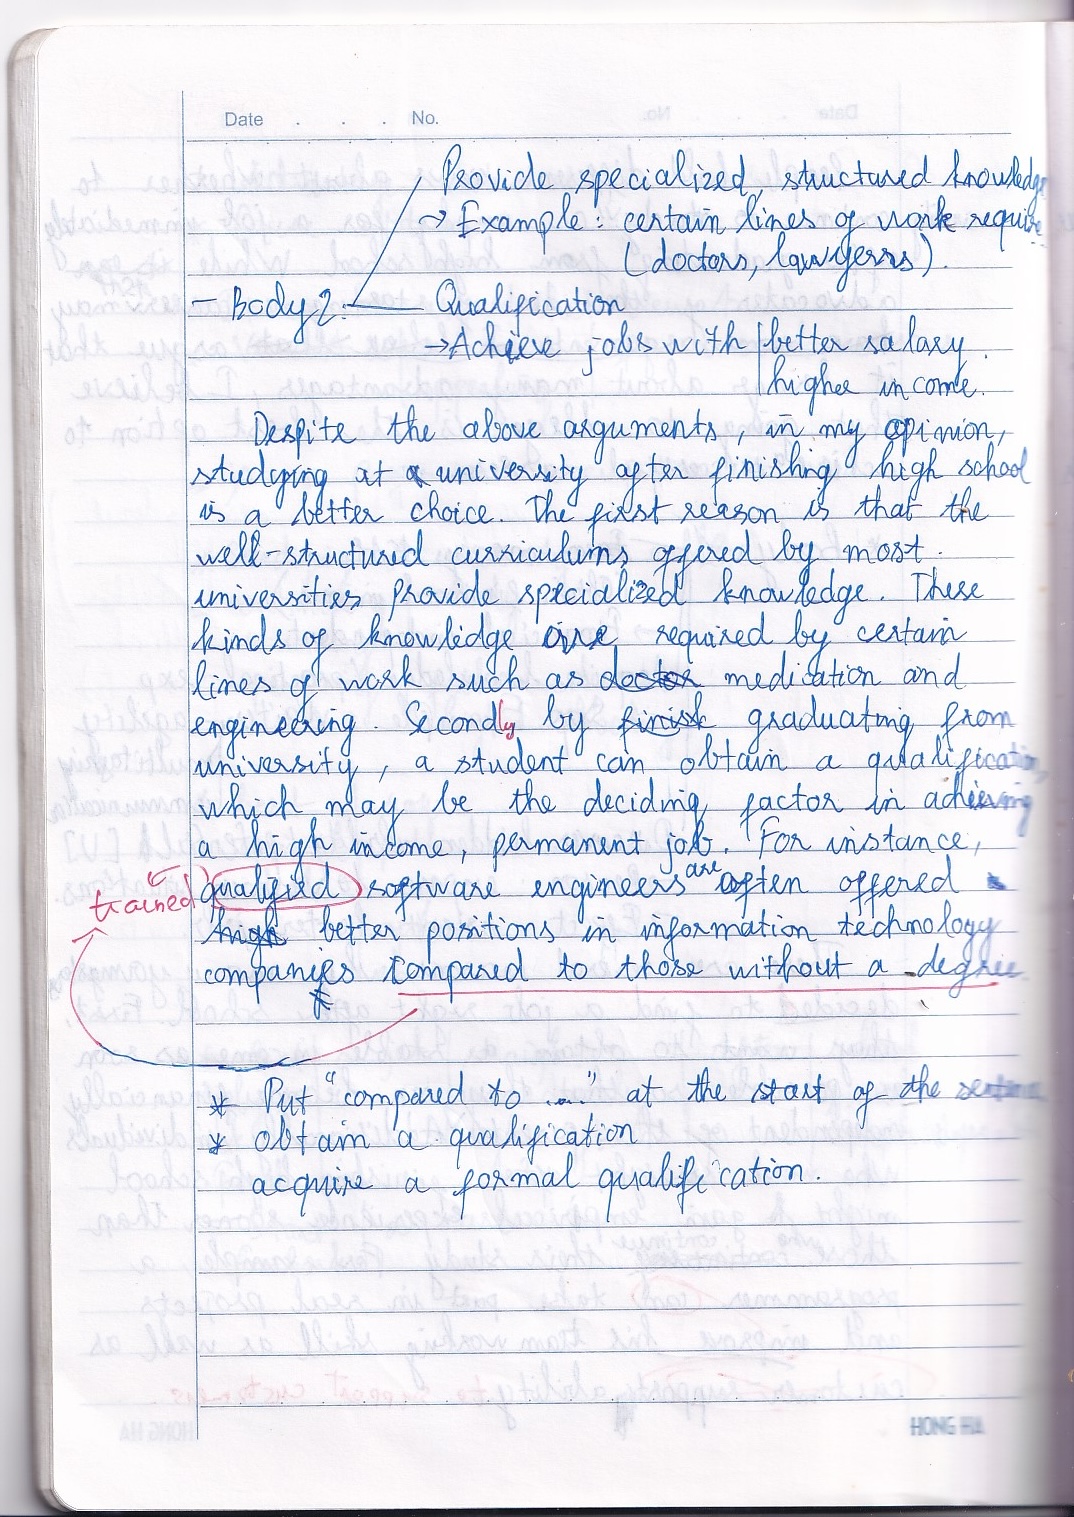 Date . . . No.
Provide specialized, structured knowledge
→ Example : certain lines of work require
(doctors, lawyerrs).
- Body 2: Qualification
→ Achieve jobs with better salary.
higher income.
Despite the above arguments, in my opinion,
studying at a university after finishing high school
is a better choice. The first reason is that the
well-structured curriculums offered by most
universities provide specialized knowledge. These
kinds of knowledge are required by certain
lines of work such as doctor medication and
engineering. Secondly by finish graduating from
university, a student can obtain a qualification
which may be the deciding factor in achieving
a high income, permanent job. For instance,
trained qualified software engineers are often offered
high better positions in information technology
companies compared to those without a degree
*
* Put "compared to ....." at the start of the sentence
* obtain a qualification
acquire a formal qualification.
HONG HA